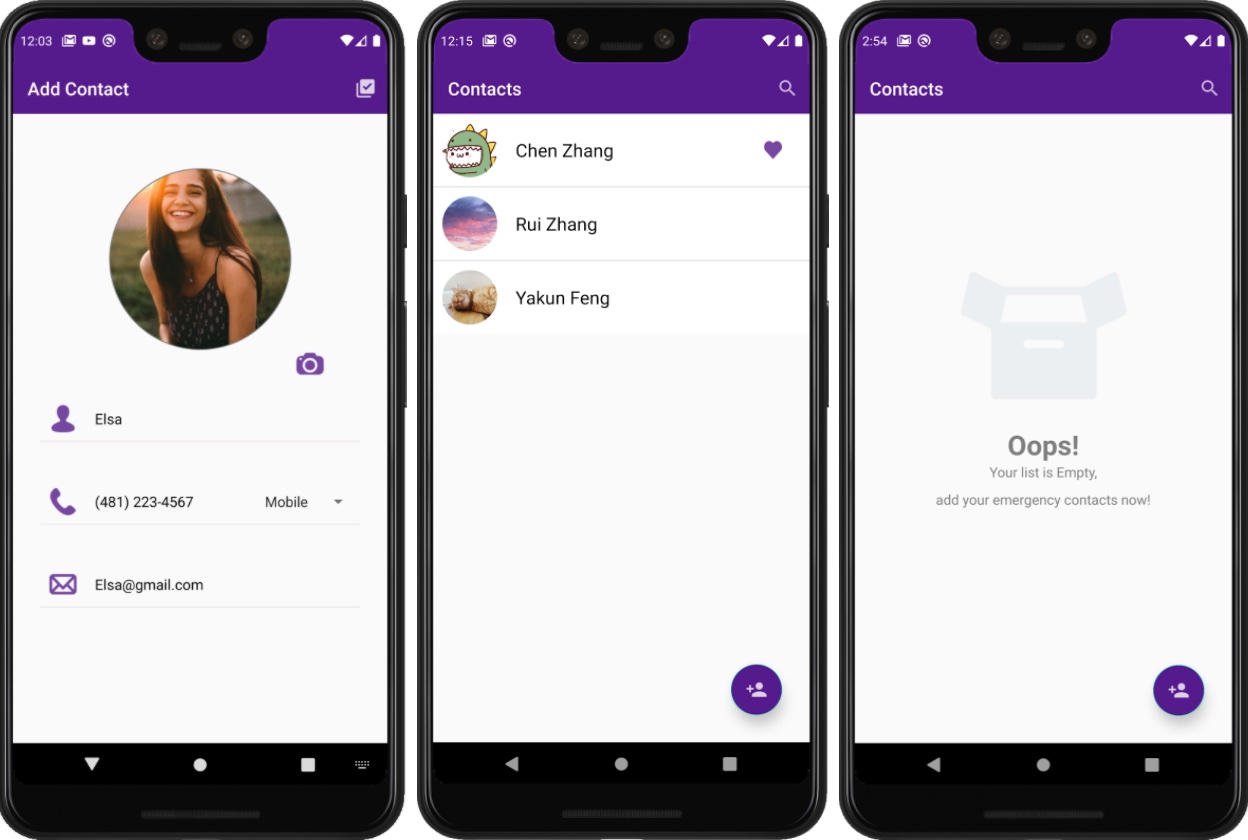 12:03
Add Contact
Elsa
(481) 223-4567 Mobile
Elsa@gmail.com
12:15
Contacts
Chen Zhang
Rui Zhang
Yakun Feng
2:54
Contacts
Oops!
Your list is Empty,
add your emergency contacts now!